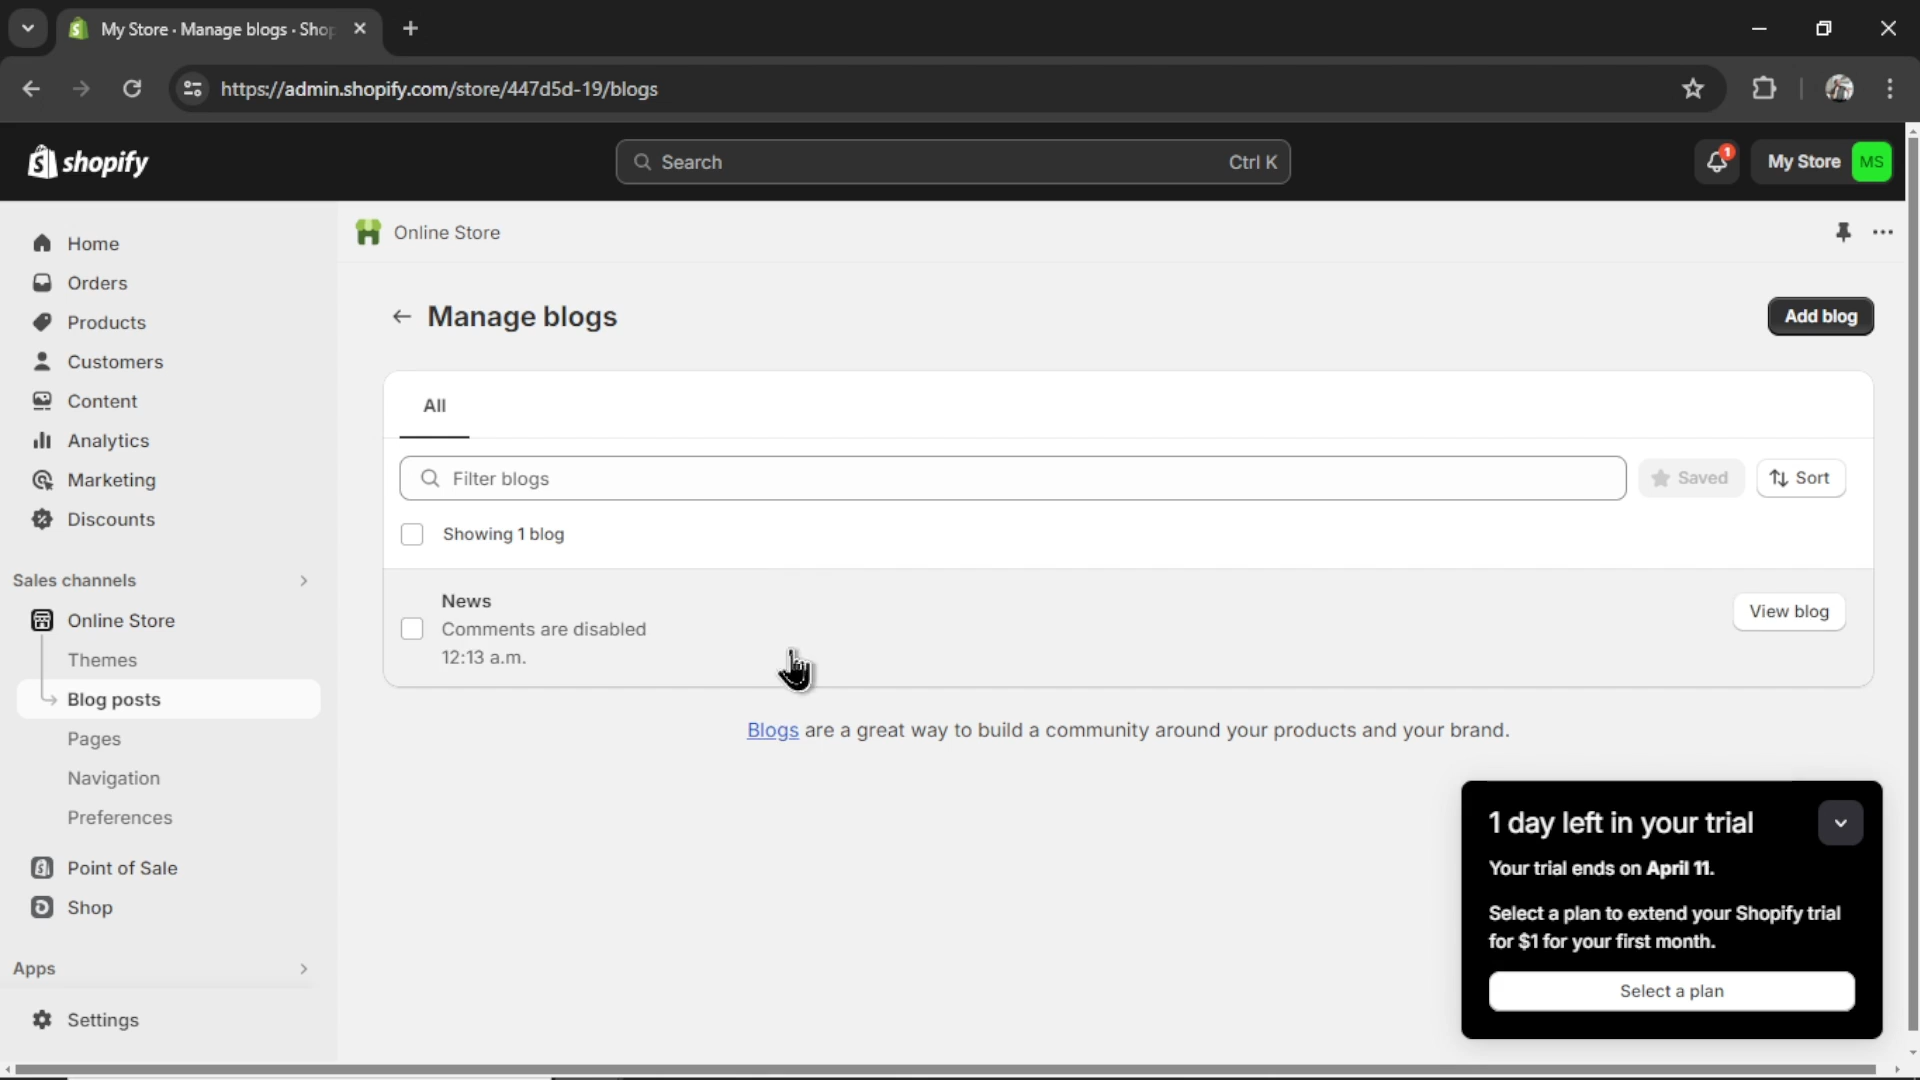 My Store · Manage blogs · Shop
https://admin.shopify.com/store/447d5d-19/blogs
shopify
Search
Ctrl K
1
My Store
MS
Home
Orders
Products
Customers
Content
Analytics
Marketing
Discounts
Sales channels
Online Store
Themes
Blog posts
Pages
Navigation
Preferences
Point of Sale
Shop
Apps
Settings
Online Store
Manage blogs
Add blog
All
Filter blogs
Saved
Sort
Showing 1 blog
News
Comments are disabled
12:13 a.m.
View blog
Blogs are a great way to build a community around your products and your brand.
1 day left in your trial
Your trial ends on April 11.
Select a plan to extend your Shopify trial
for $1 for your first month.
Select a plan